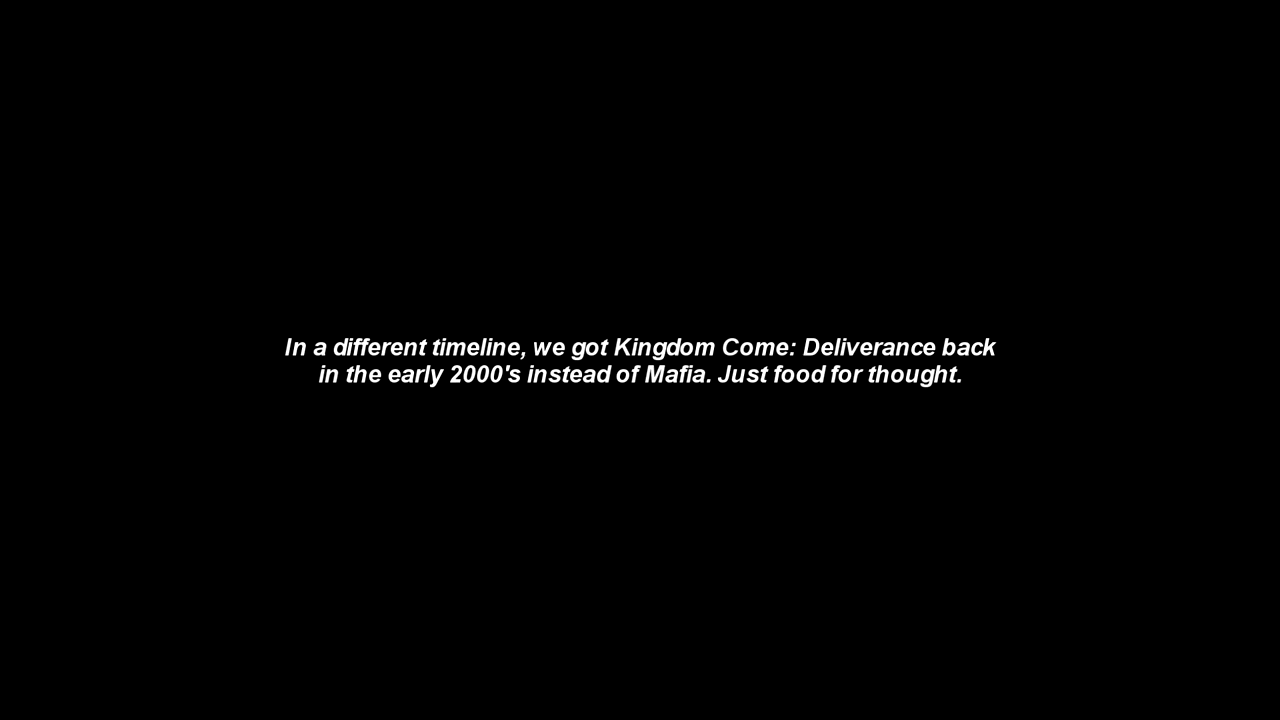 In a different timeline, we got Kingdom Come: Deliverance back
in the early 2000's instead of Mafia. Just food for thought.